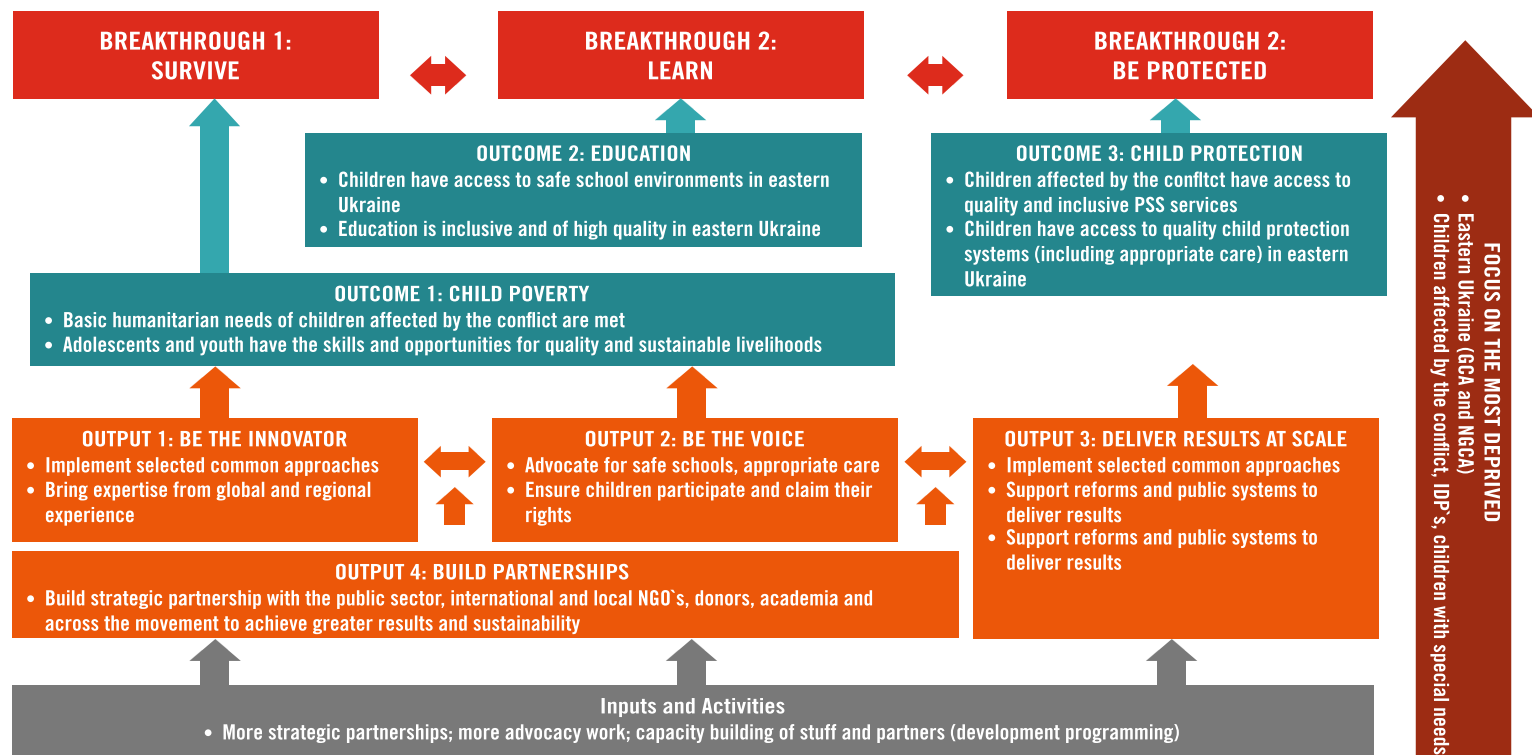 BREAKTHROUGH 1:
SURVIVE
BREAKTHROUGH 2:
LEARN
BREAKTHROUGH 2:
BE PROTECTED
OUTCOME 2: EDUCATION
• Children have access to safe school environments in eastern
Ukraine
• Education is inclusive and of high quality in eastern Ukraine
OUTCOME 3: CHILD PROTECTION
• Children affected by the confltct have access to
quality and inclusive PSS services
• Children have access to quality child protection
systems (including appropriate care) in eastern
Ukraine
OUTCOME 1: CHILD POVERTY
• Basic humanitarian needs of children affected by the conflict are met
• Adolescents and youth have the skills and opportunities for quality and sustainable livelihoods
OUTPUT 1: BE THE INNOVATOR
• Implement selected common approaches
• Bring expertise from global and regional
experience
OUTPUT 2: BE THE VOICE
• Advocate for safe schools, appropriate care
• Ensure children participate and claim their
rights
OUTPUT 3: DELIVER RESULTS AT SCALE
• Implement selected common approaches
• Support reforms and public systems to
deliver results
• Support reforms and public systems to
deliver results
OUTPUT 4: BUILD PARTNERSHIPS
• Build strategic partnership with the public sector, international and local NGO`s, donors, academia and
across the movement to achieve greater results and sustainability
Inputs and Activities
• More strategic partnerships; more advocacy work; capacity building of stuff and partners (development programming)
FOCUS ON THE MOST DEPRIVED
• Eastern Ukraine (GCA and NGCA)
• Children affected by the conflict, IDP`s, children with special needs